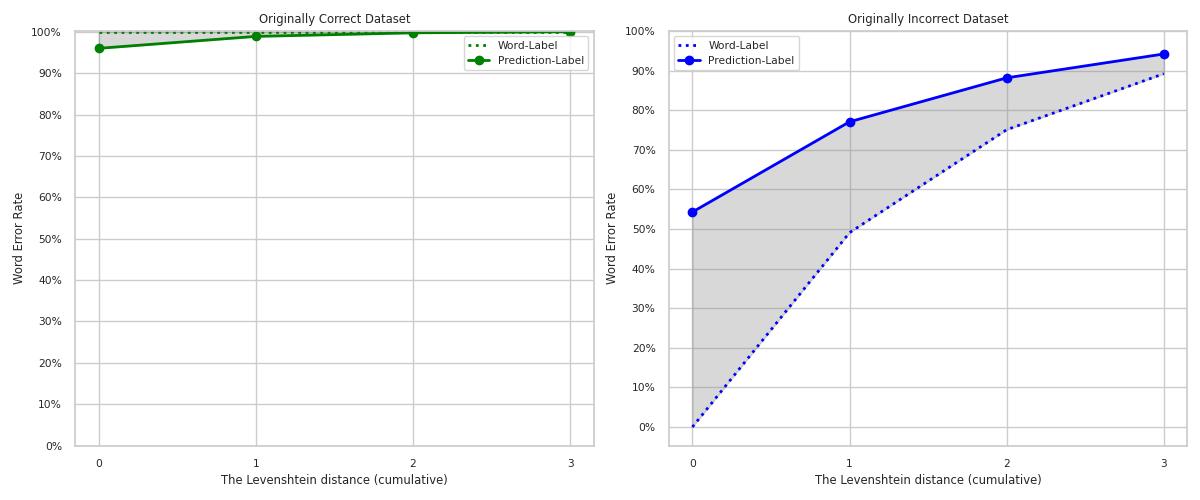 Originally Correct Dataset
100%
90%
80%
70%
60%
50%
40%
30%
20%
10%
0%
Word Error Rate
Word-Label
Prediction-Label
0 1 2 3
The Levenshtein distance (cumulative)
Originally Incorrect Dataset
100%
90%
80%
70%
60%
50%
40%
30%
20%
10%
0%
Word Error Rate
Word-Label
Prediction-Label
0 1 2 3
The Levenshtein distance (cumulative)